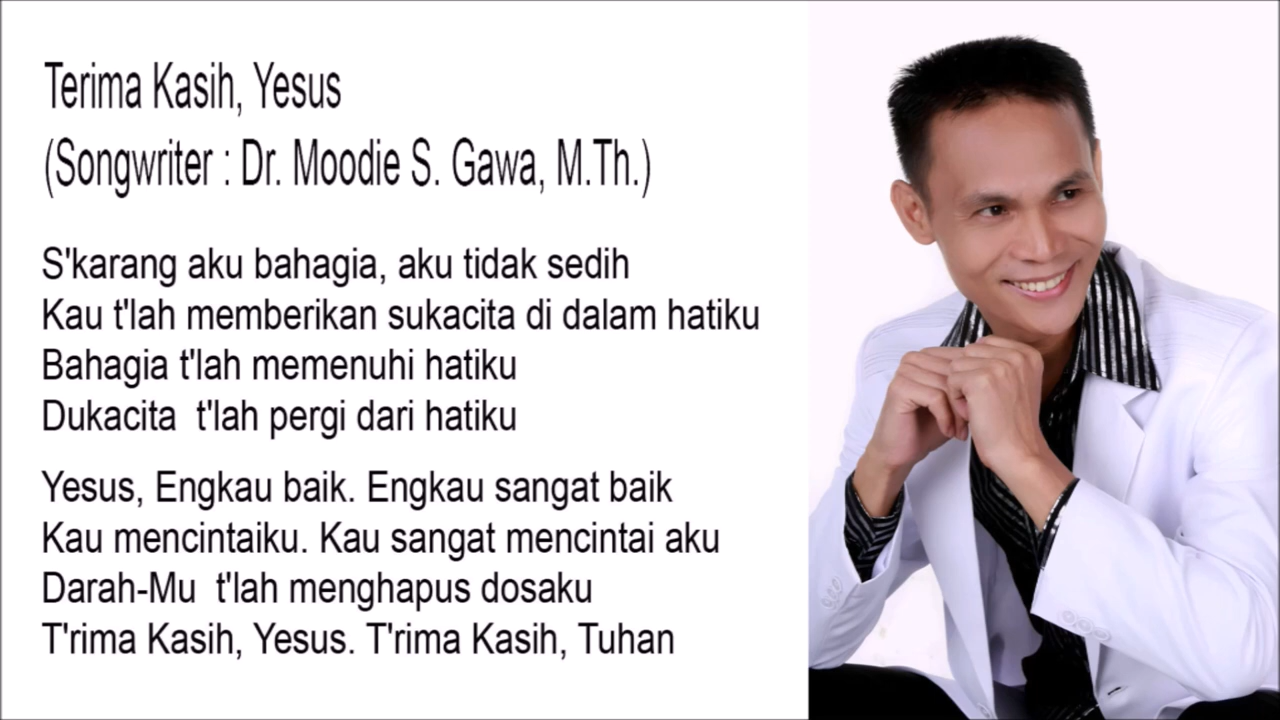 Terima Kasih, Yesus
(Songwriter : Dr. Moodie S. Gawa, M.Th.)
S'karang aku bahagia, aku tidak sedih
Kau t'lah memberikan sukacita di dalam hatiku
Bahagia t'lah memenuhi hatiku
Dukacita  t'lah pergi dari hatiku
Yesus, Engkau baik. Engkau sangat baik
Kau mencintaiku. Kau sangat mencintai aku
Darah-Mu  t'lah menghapus dosaku
T'rima Kasih, Yesus. T'rima Kasih, Tuhan